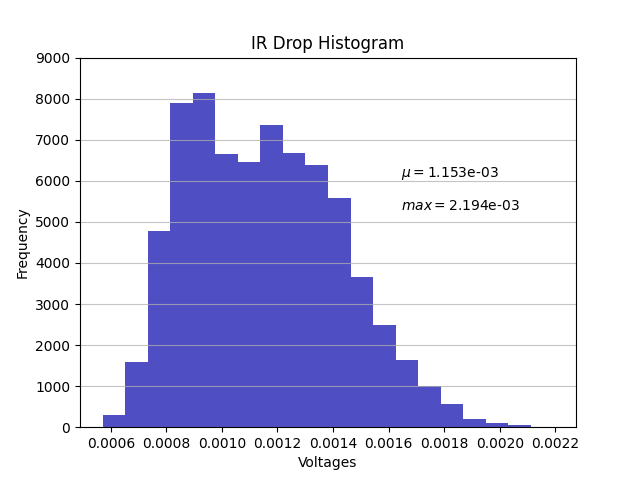 IR Drop Histogram
9000
8000
7000
6000
5000
4000
3000
2000
1000
0
Frequency
μ = 1.153e-03
max = 2.194e-03
0.0006 0.0008 0.0010 0.0012 0.0014 0.0016 0.0018 0.0020 0.0022
Voltages